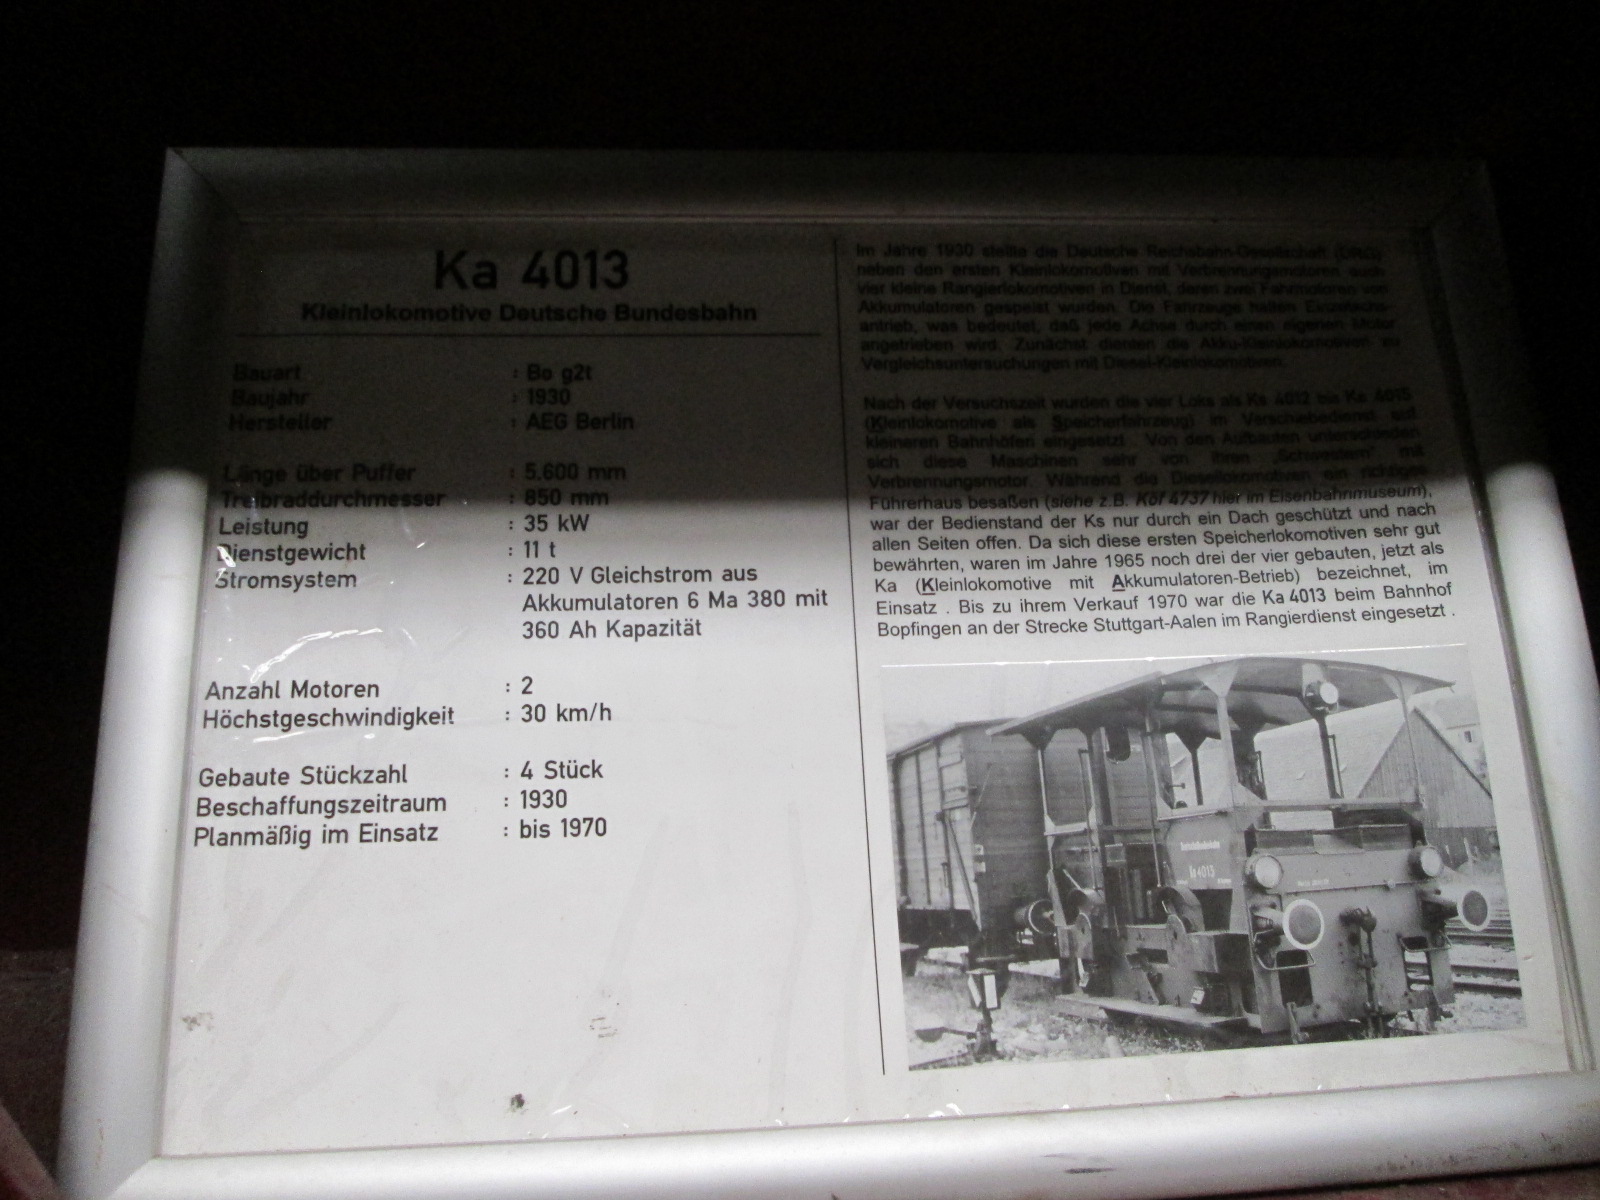 Ka 4013
Kleinlokomotive Deutsche Bundesbahn
Bauart : Bo g2t
Baujahr : 1930
Hersteller : AEG Berlin
Länge über Puffer : 5.600 mm
Treibraddurchmesser : 850 mm
Leistung : 35 kW
Dienstgewicht : 11 t
Stromsystem : 220 V Gleichstrom aus
Akkumulatoren 6 Ma 380 mit
360 Ah Kapazität
Anzahl Motoren : 2
Höchstgeschwindigkeit : 30 km/h
Gebaute Stückzahl : 4 Stück
Beschaffungszeitraum : 1930
Planmäßig im Einsatz : bis 1970
Im Jahre 1930 stellte die Deutsche Reichsbahn-Gesellschaft (DRG)
neben den ersten Kleinlokomotiven mit Verbrennungsmotoren auch
vier kleine Rangierlokomotiven in Dienst, deren zwei Fahrmotoren von
Akkumulatoren gespeist wurden. Die Fahrzeuge hatten Einzelachs-
antrieb, was bedeutet, daß jede Achse durch einen eigenen Motor
angetrieben wird. Zunächst dienten die Akku-Kleinlokomotiven zu
Vergleichsuntersuchungen mit Diesel-Kleinlokomotiven.
Nach der Versuchszeit wurden die vier Loks als Ks 4012 bis Ks 4015
(Kleinlokomotive als Speicherfahrzeug) im Verschiebedienst auf
kleineren Bahnhöfen eingesetzt . Von den Aufbauten unterscheiden
sich diese Maschinen sehr von ihren „Schwestern" mit
Verbrennungsmotor. Während die Diesellokomotiven ein richtiges
Führerhaus besaßen (siehe z.B. Köf 4737 hier im Eisenbahnmuseum),
war der Bedienstand der Ks nur durch ein Dach geschützt und nach
allen Seiten offen. Da sich diese ersten Speicherlokomotiven sehr gut
bewährten, waren im Jahre 1965 noch drei der vier gebauten, jetzt als
Ka (Kleinlokomotive mit Akkumulatoren-Betrieb) bezeichnet, im
Einsatz . Bis zu ihrem Verkauf 1970 war die Ka 4013 beim Bahnhof
Bopfingen an der Strecke Stuttgart-Aalen im Rangierdienst eingesetzt .
Deutsche Bundesbahn
Ka 4013